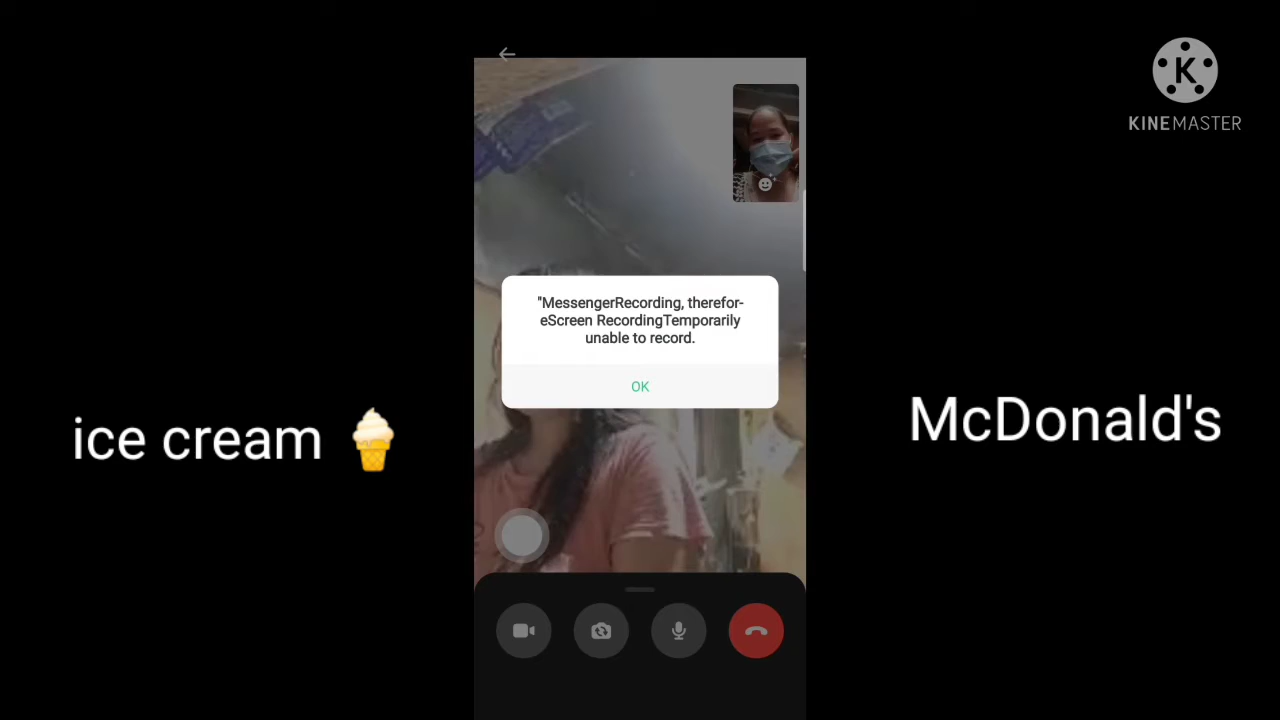 K
KINEMASTER
"MessengerRecording, therefor-
eScreen RecordingTemporarily
unable to record.
OK
ice cream 🍦
McDonald's